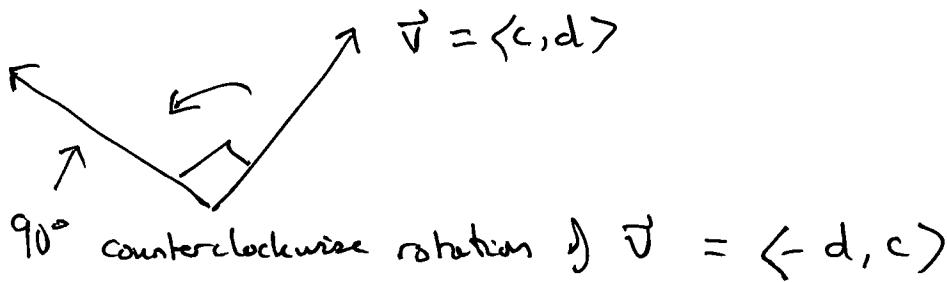 v⃗ = <c,d>
90° counterclockwise rotation of v⃗ = <-d, c>